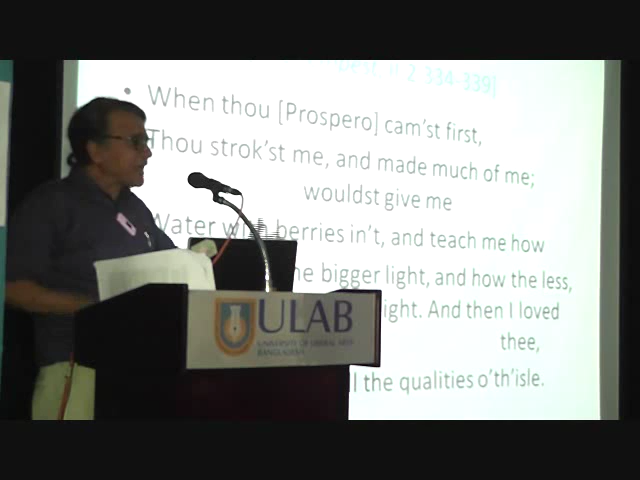 2 334-339]
• When thou [Prospero] cam'st first,
Thou strok'st me, and made much of me;
wouldst give me
Water with berries in't, and teach me how
he bigger light, and how the less,
ight. And then I loved
thee,
l the qualities o'th'isle.
ULAB
UNIVERSITY OF LIBERAL ARTS
BANGLADESH